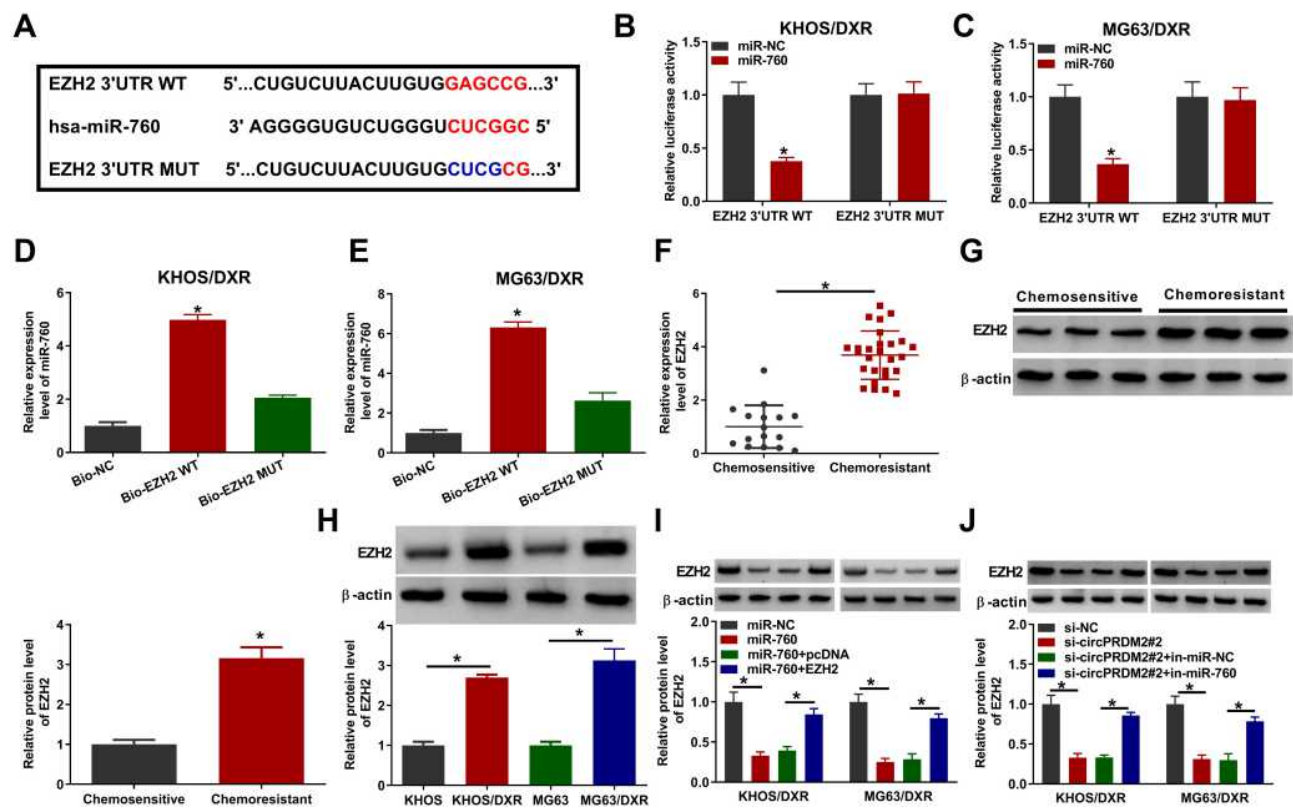 A
EZH2 3'UTR WT 5'...CUGUCUUACUUGUGGAGCCG...3'
hsa-miR-760 3' AGGGGUGUCUGGGUCUCGGC 5'
EZH2 3'UTR MUT 5'...CUGUCUUACUUGUGCUCGCG...3'
B
KHOS/DXR
miR-NC
miR-760
Relative luciferase activity
1.5
1.0
0.5
0.0
*
EZH2 3'UTR WT EZH2 3'UTR MUT
C
MG63/DXR
miR-NC
miR-760
Relative luciferase activity
1.5
1.0
0.5
0.0
*
EZH2 3'UTR WT EZH2 3'UTR MUT
D
KHOS/DXR
Relative expression
level of miR-760
6
4
2
0
*
Bio-NC
Bio-EZH2 WT
Bio-EZH2 MUT
E
MG63/DXR
Relative expression
level of miR-760
8
6
4
2
0
*
Bio-NC
Bio-EZH2 WT
Bio-EZH2 MUT
F
Relative expression
level of EZH2
6
4
2
0
*
Chemosensitive Chemoresistant
G
Chemosensitive Chemoresistant
EZH2
β-actin
Relative protein level
of EZH2
4
3
2
1
0
*
Chemosensitive Chemoresistant
H
EZH2
β-actin
Relative protein level
of EZH2
4
3
2
1
0
*
*
KHOS KHOS/DXR MG63 MG63/DXR
I
EZH2
β-actin
miR-NC
miR-760
miR-760+pcDNA
miR-760+EZH2
Relative protein level
of EZH2
2.0
1.5
1.0
0.5
0.0
* * * *
KHOS/DXR MG63/DXR
J
EZH2
β-actin
si-NC
si-circPRDM2#2
si-circPRDM2#2+in-miR-NC
si-circPRDM2#2+in-miR-760
Relative protein level
of EZH2
2.0
1.5
1.0
0.5
0.0
* * * *
KHOS/DXR MG63/DXR